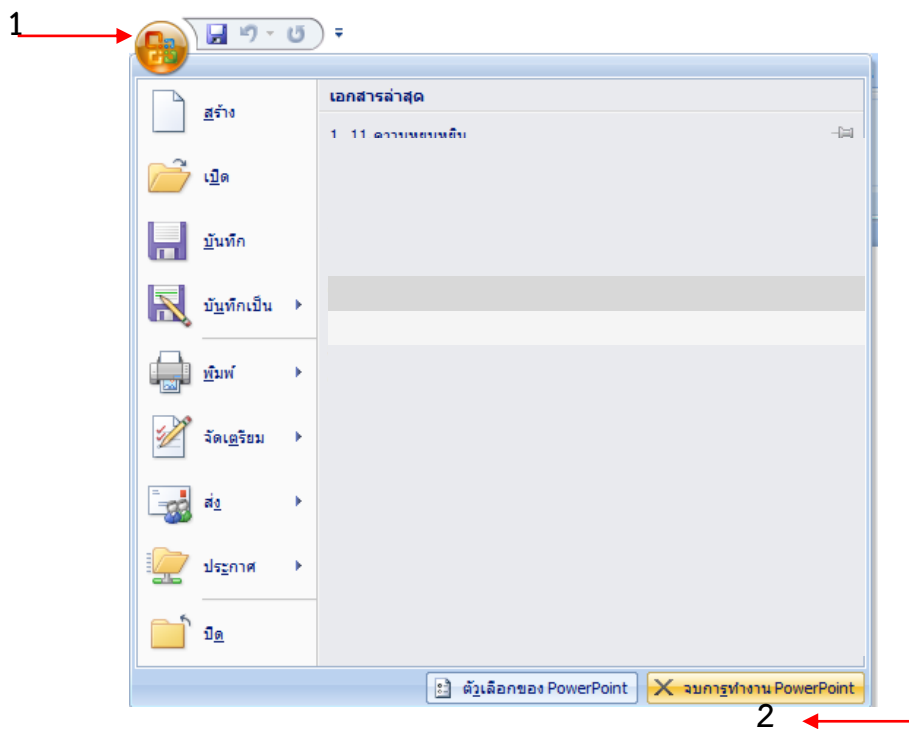 1
เอกสารล่าสุด
สร้าง
1 11
เปิด
บันทึก
บันทึกเป็น
พิมพ์
จัดเตรียม
ส่ง
ประกาศ
ปิด
ตัวเลือกของ PowerPoint
จบการทำงาน PowerPoint
2